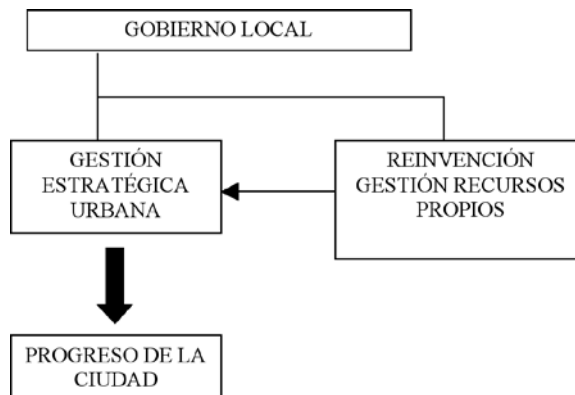 GOBIERNO LOCAL
GESTIÓN
ESTRATÉGICA
URBANA
REINVENCIÓN
GESTIÓN RECURSOS
PROPIOS
PROGRESO DE LA
CIUDAD